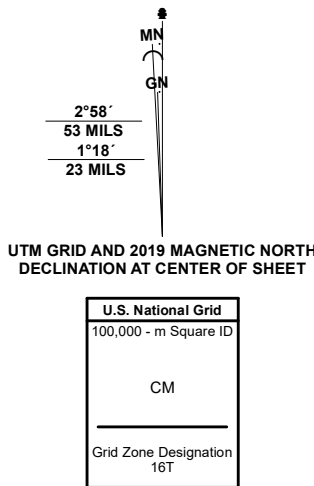 MN
GN
2°58´
53 MILS
1°18´
23 MILS
UTM GRID AND 2019 MAGNETIC NORTH
DECLINATION AT CENTER OF SHEET
U.S. National Grid
100,000 - m Square ID
CM
Grid Zone Designation
16T